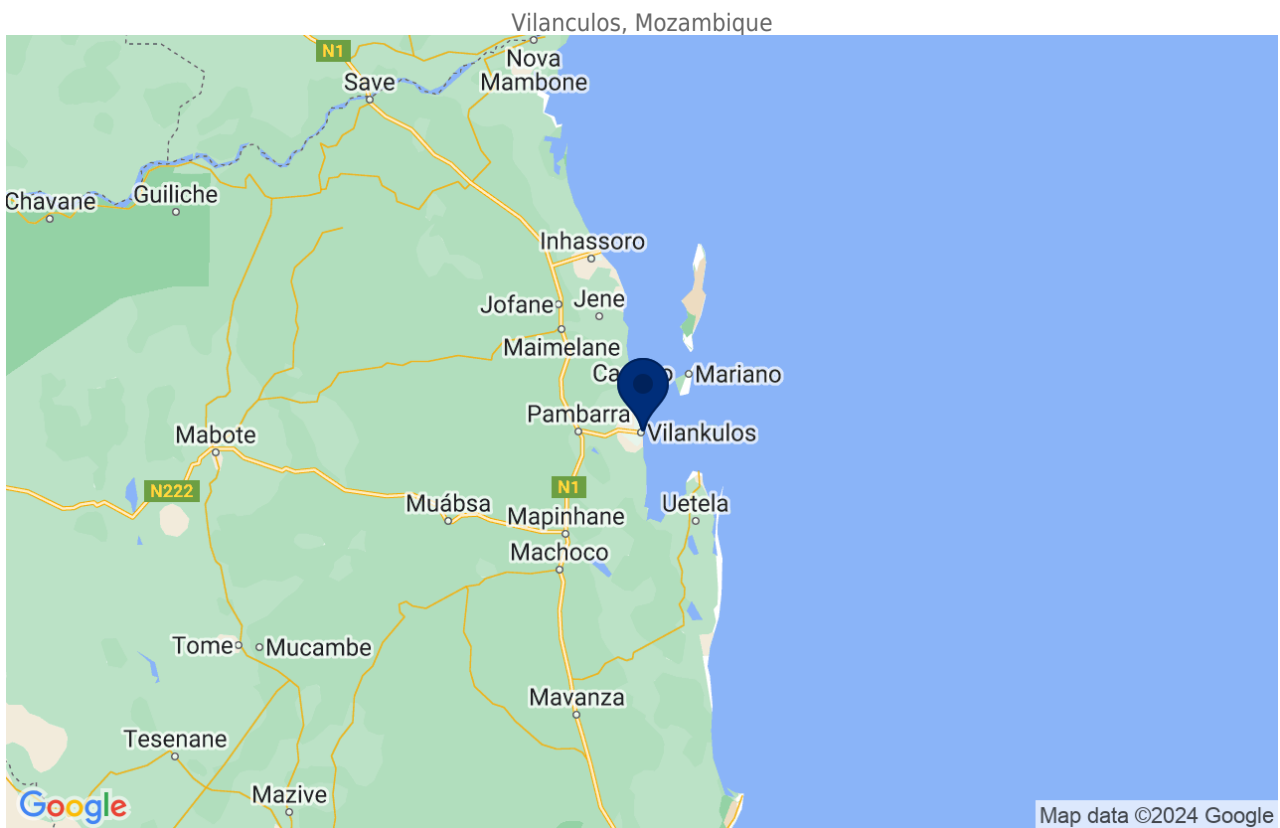 Vilanculos, Mozambique
N1
Nova
Mambone
Save
Chavane
Guiliche
Inhassoro
Jofane
Jene
Maimelane
Mariano
Pambarra
Vilankulos
Mabote
N222
N1
Muábsa
Mapinhane
Uetela
Machoco
Tome
Mucambe
Mavanza
Tesenane
Mazive
Google
Map data ©2024 Google